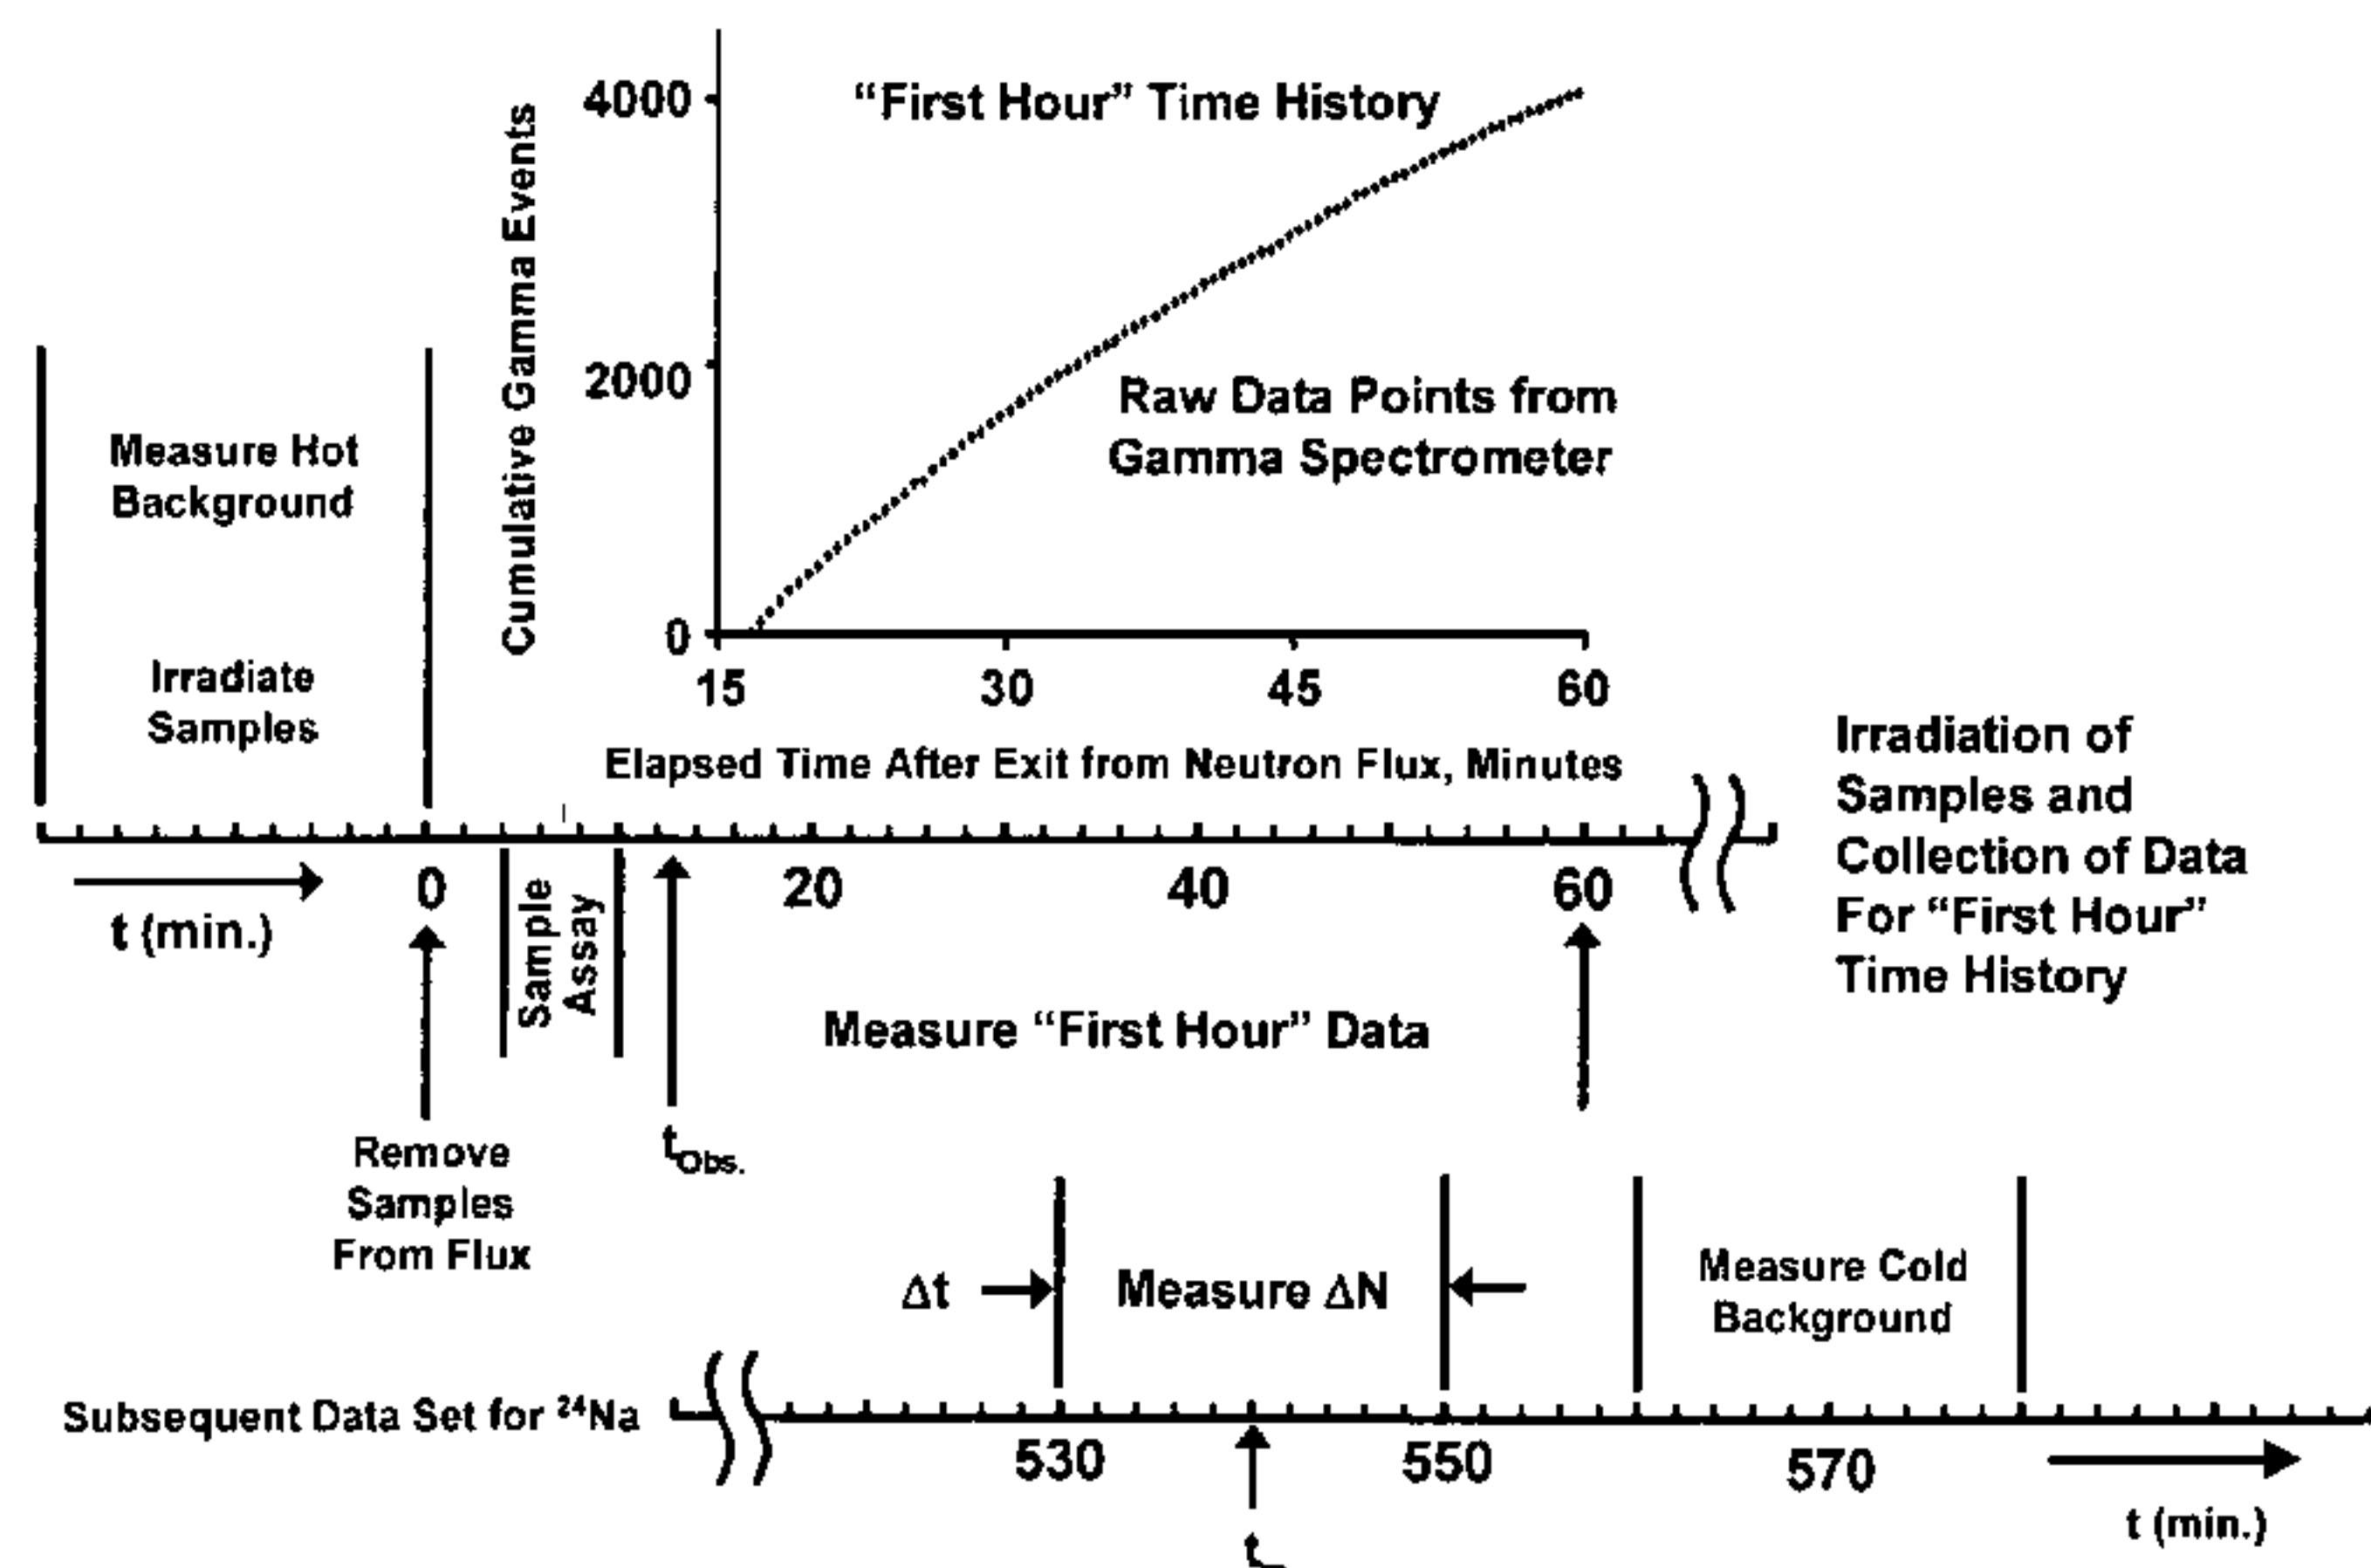 4000
"First Hour" Time History
Cumulative Gamma Events
2000
Raw Data Points from
Gamma Spectrometer
0
15 30 45 60
Elapsed Time After Exit from Neutron Flux, Minutes
Measure Hot
Background
Irradiate
Samples
Irradiation of
Samples and
Collection of Data
For "First Hour"
Time History
0 20 40 60
t (min.)
Sample
Assay
Measure "First Hour" Data
Remove
Samples
From Flux
tObs.
Δt
Measure ΔN
Measure Cold
Background
Subsequent Data Set for ²⁴Na
530 550 570
t (min.)